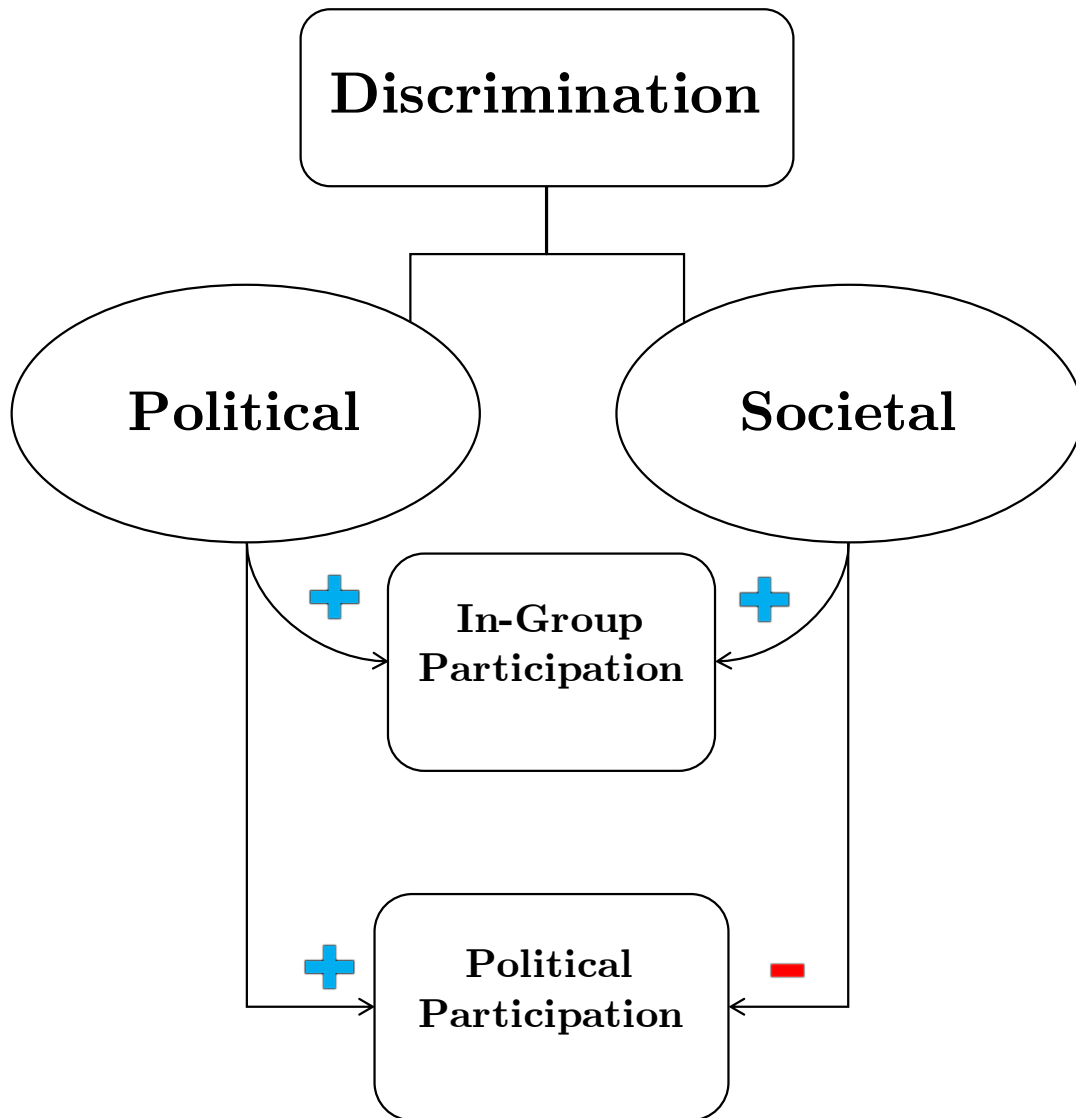 Discrimination
Political
Societal
In-Group
Participation
Political
Participation